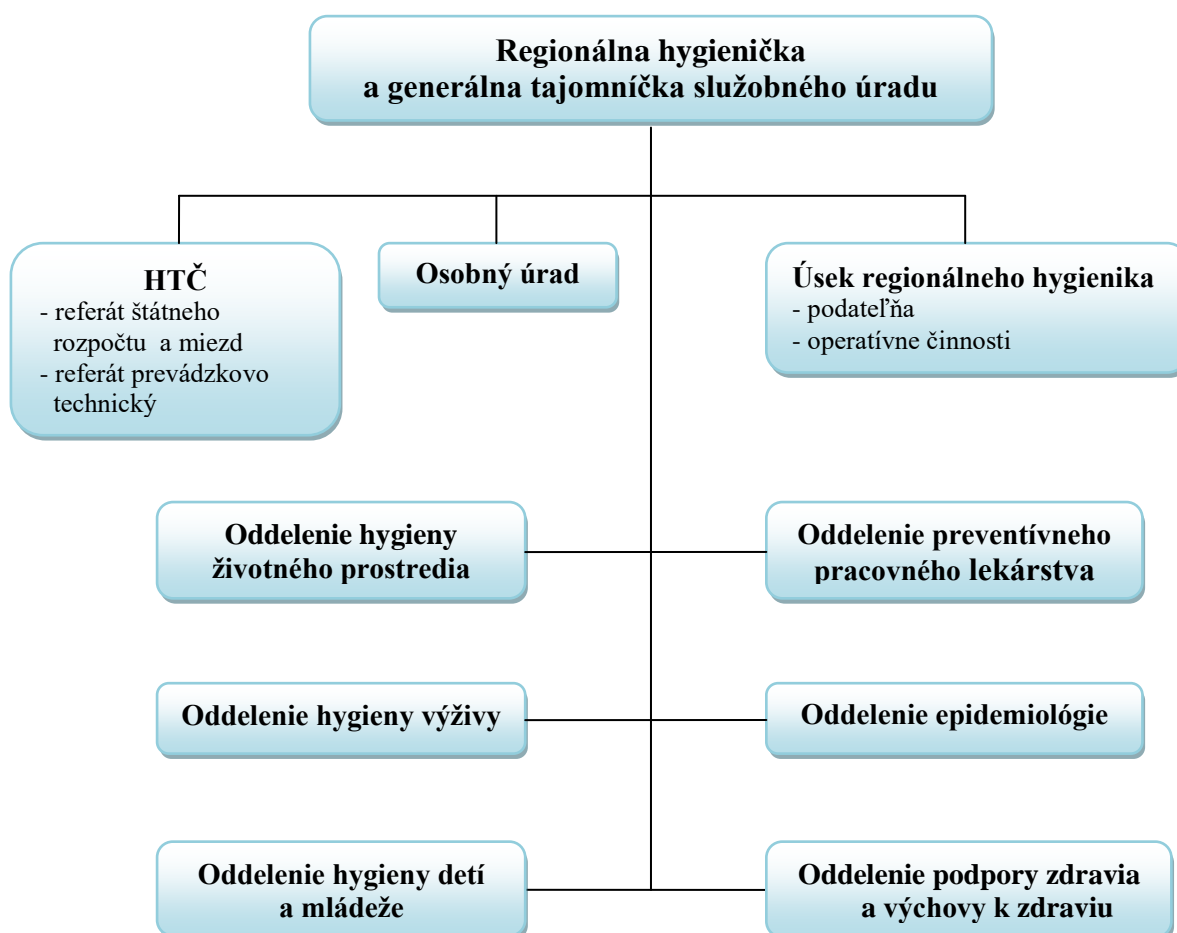 Regionálna hygienička
a generálna tajomníčka služobného úradu
HTČ
- referát štátneho
rozpočtu a miezd
- referát prevádzkovo
technický
Osobný úrad
Úsek regionálneho hygienika
- podateľňa
- operatívne činnosti
Oddelenie hygieny
životného prostredia
Oddelenie preventívneho
pracovného lekárstva
Oddelenie hygieny výživy
Oddelenie epidemiológie
Oddelenie hygieny detí
a mládeže
Oddelenie podpory zdravia
a výchovy k zdraviu